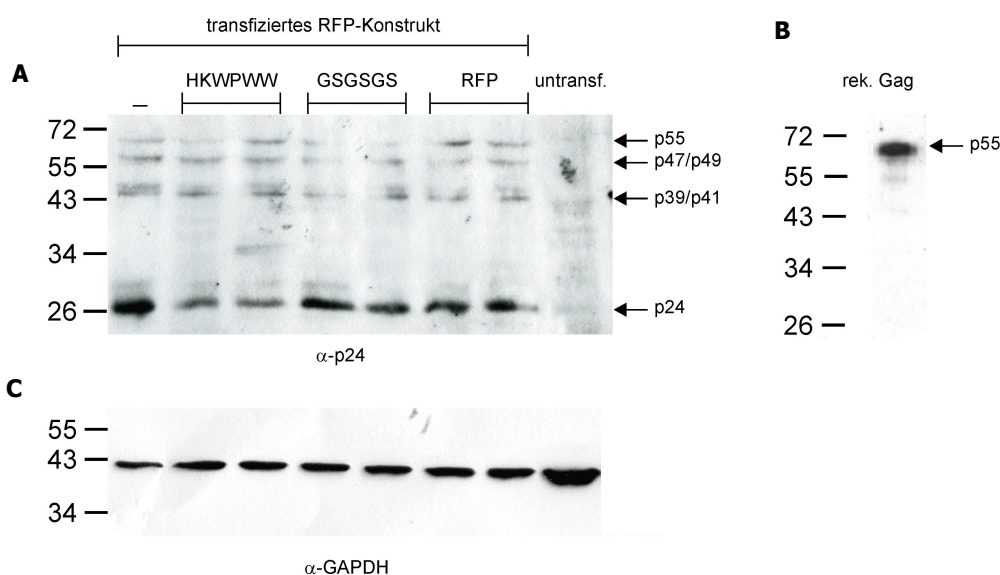 transfiziertes RFP-Konstrukt
A
HKWPWW GSGSGS RFP untransf.
–
72
55
43
34
26
p55
p47/p49
p39/p41
p24
α-p24
B
rek. Gag
72
55
43
34
26
p55
C
55
43
34
α-GAPDH